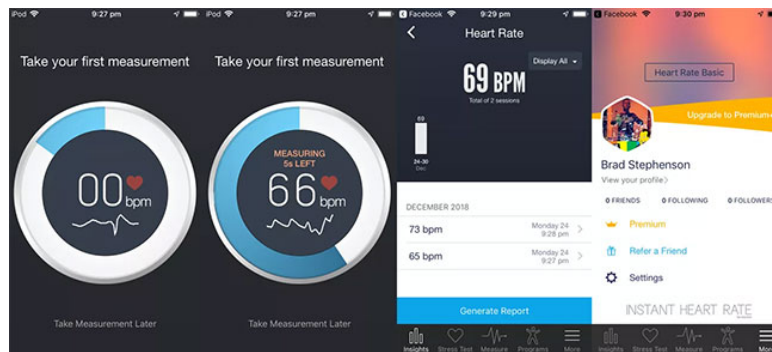 iPod 9:27 pm
Take your first measurement
00 bpm
Take Measurement Later
iPod 9:27 pm
Take your first measurement
MEASURING
5s LEFT
66 bpm
Take Measurement Later
Facebook 9:29 pm
Heart Rate
Display All
69 BPM
Total of 2 sessions
69
24-30
Dec
DECEMBER 2018
73 bpm
Monday 24
9:28 pm
65 bpm
Monday 24
9:27 pm
Generate Report
Insights Stress Test Measure Programs More
Facebook 9:30 pm
Heart Rate Basic
Upgrade to Premium
Brad Stephenson
View your profile
0 FRIENDS 0 FOLLOWING 0 FOLLOWERS
Premium
Refer a Friend
Settings
INSTANT HEART RATE
Insights Stress Test Measure Programs Mor